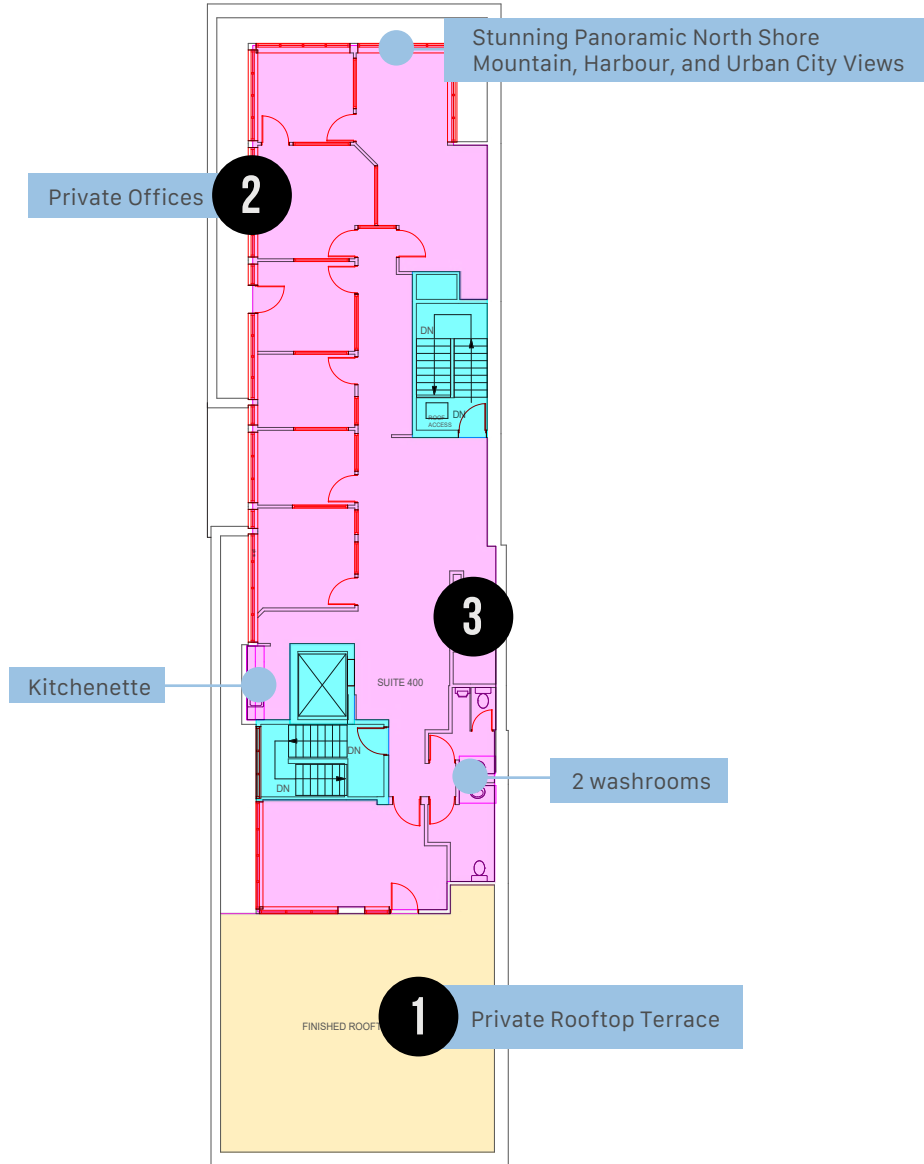 Stunning Panoramic North Shore
Mountain, Harbour, and Urban City Views
Private Offices
2
DN
DN
ROOF
ACCESS
3
Kitchenette
SUITE 400
DN
DN
2 washrooms
1
Private Rooftop Terrace
FINISHED ROOFT